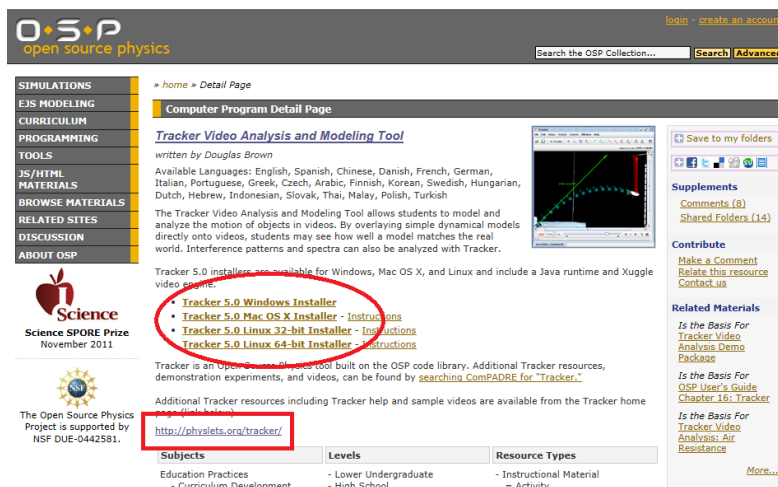 O S P
open source physics
login - create an accoun
Search the OSP Collection...
Search
Advance
SIMULATIONS
EJS MODELING
CURRICULUM
PROGRAMMING
TOOLS
JS/HTML
MATERIALS
BROWSE MATERIALS
RELATED SITES
DISCUSSION
ABOUT OSP
Science
Science SPORE Prize
November 2011
NSF
The Open Source Physics
Project is supported by
NSF DUE-0442581.
» home » Detail Page
Computer Program Detail Page
Tracker Video Analysis and Modeling Tool
written by Douglas Brown
Available Languages: English, Spanish, Chinese, Danish, French, German,
Italian, Portuguese, Greek, Czech, Arabic, Finnish, Korean, Swedish, Hungarian,
Dutch, Hebrew, Indonesian, Slovak, Thai, Malay, Polish, Turkish
The Tracker Video Analysis and Modeling Tool allows students to model and
analyze the motion of objects in videos. By overlaying simple dynamical models
directly onto videos, students may see how well a model matches the real
world. Interference patterns and spectra can also be analyzed with Tracker.
Tracker 5.0 installers are available for Windows, Mac OS X, and Linux and include a Java runtime and Xuggle
video engine.
• Tracker 5.0 Windows Installer
• Tracker 5.0 Mac OS X Installer - Instructions
• Tracker 5.0 Linux 32-bit Installer - Instructions
Tracker 5.0 Linux 64-bit Installer - Instructions
Tracker is an Open Source Physics tool built on the OSP code library. Additional Tracker resources,
demonstration experiments, and videos, can be found by searching ComPADRE for "Tracker."
Additional Tracker resources including Tracker help and sample videos are available from the Tracker home
page (link below)
http://physlets.org/tracker/
Subjects
Levels
Resource Types
Education Practices
- Lower Undergraduate
- Instructional Material
- Curriculum Development
- High School
= Activity
Save to my folders
Supplements
Comments (8)
Shared Folders (14)
Contribute
Make a Comment
Relate this resource
Contact us
Related Materials
Is the Basis For
Tracker Video
Analysis Demo
Package
Is the Basis For
OSP User's Guide
Chapter 16: Tracker
Is the Basis For
Tracker Video
Analysis: Air
Resistance
More...